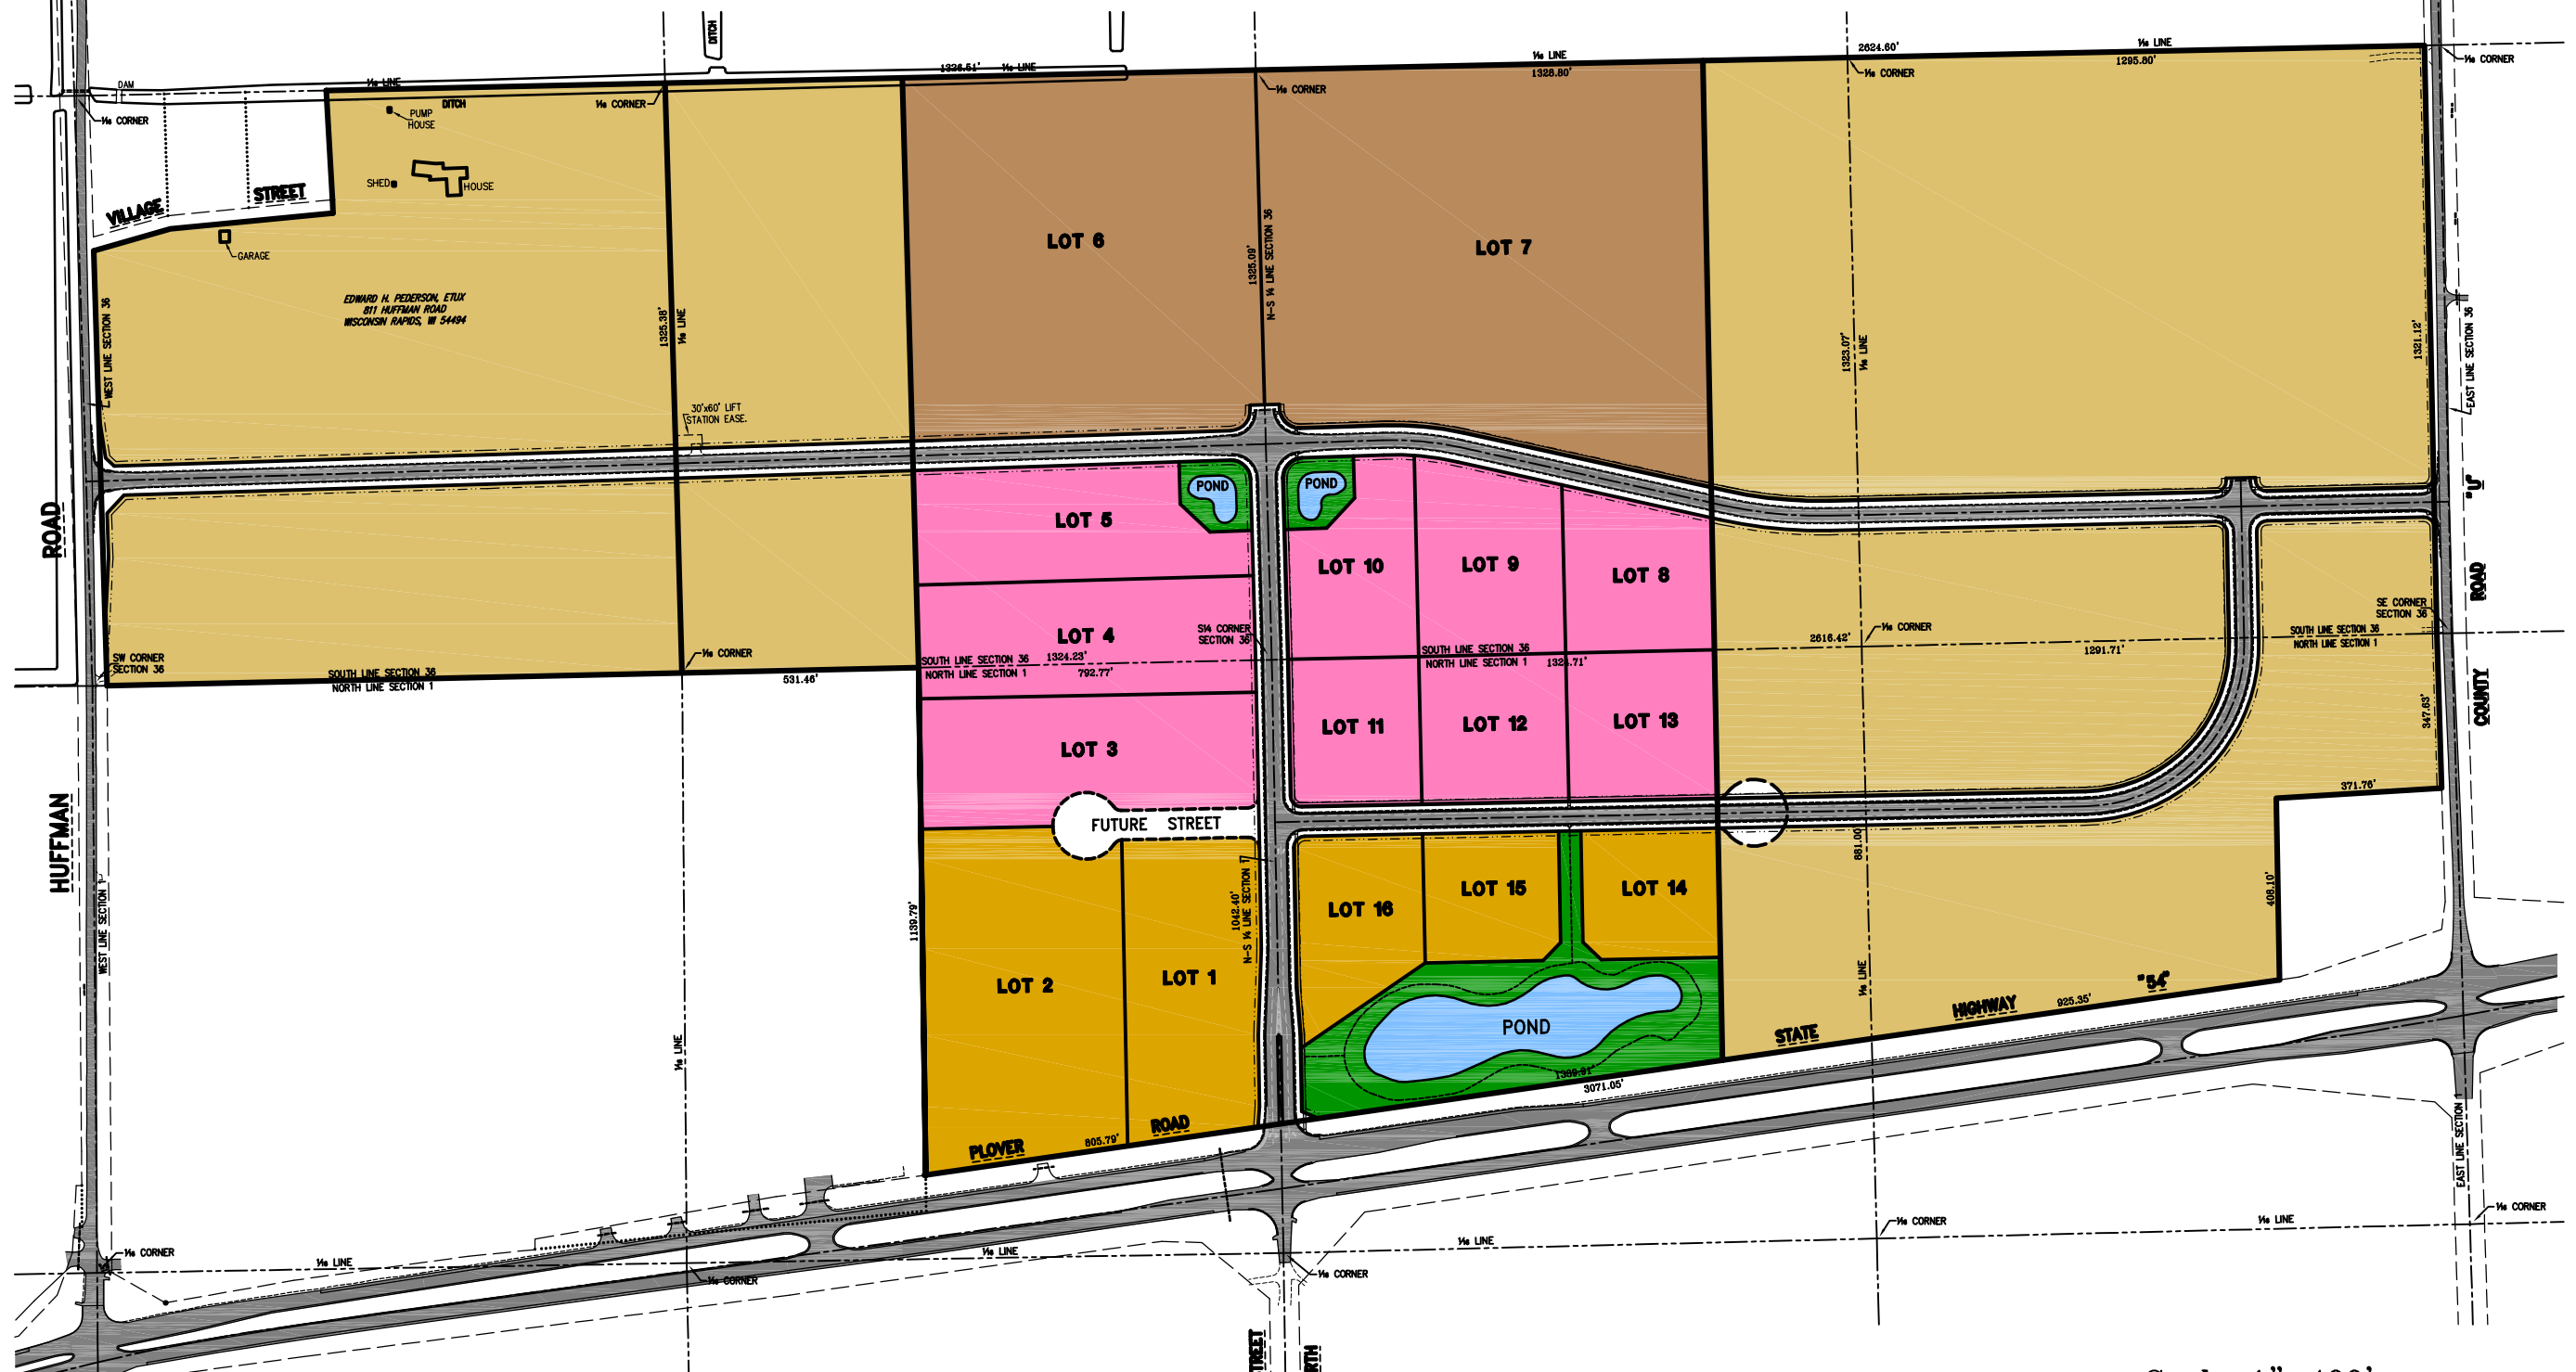 DITCH
2624.60'
⅟₁₆ LINE
⅟₁₆ LINE
1326.51'
⅟₁₆ LINE
1328.80'
1295.80'
⅟₁₆ CORNER
DAM
⅟₁₆ LINE
DITCH
⅟₁₆ CORNER
⅟₁₆ CORNER
⅟₁₆ CORNER
⅟₁₆ CORNER
PUMP
HOUSE
SHED
HOUSE
VILLAGE STREET
GARAGE
EDWARD H. PEDERSON, ETUX
811 HUFFMAN ROAD
WISCONSIN RAPIDS, WI 54494
WEST LINE SECTION 36
1325.38'
⅟₁₆ LINE
LOT 6
1325.09'
N-S ¼ LINE SECTION 36
LOT 7
1323.07'
⅟₁₆ LINE
1321.12'
EAST LINE SECTION 36
30'x60' LIFT
STATION EASE.
POND
POND
LOT 5
LOT 10
LOT 9
LOT 8
LOT 4
S¼ CORNER
SECTION 36
SOUTH LINE SECTION 36
1324.23'
NORTH LINE SECTION 1
792.77'
SOUTH LINE SECTION 36
NORTH LINE SECTION 1
2616.42'
⅟₁₆ CORNER
1291.71'
SE CORNER
SECTION 36
SOUTH LINE SECTION 36
NORTH LINE SECTION 1
SW CORNER
SECTION 36
SOUTH LINE SECTION 36
NORTH LINE SECTION 1
⅟₁₆ CORNER
531.46'
HUFFMAN ROAD
COUNTY ROAD "U"
347.63'
371.76'
408.10'
LOT 3
LOT 11
LOT 12
LOT 13
FUTURE STREET
881.00'
LOT 2
LOT 1
1139.79'
1042.40'
N-S ¼ LINE SECTION 1
LOT 16
LOT 15
LOT 14
POND
1389.91'
3071.05'
STATE HIGHWAY "54"
925.35'
⅟₁₆ LINE
WEST LINE SECTION 1
⅟₁₆ LINE
PLOVER ROAD
805.79'
EAST LINE SECTION 1
⅟₁₆ CORNER
⅟₁₆ LINE
⅟₁₆ CORNER
⅟₁₆ LINE
⅟₁₆ LINE
⅟₁₆ LINE
⅟₁₆ CORNER
⅟₁₆ CORNER
⅟₁₆ CORNER